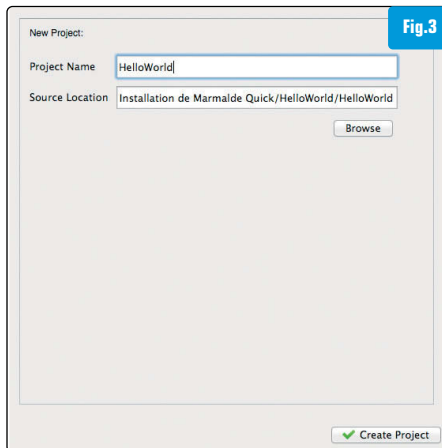 Fig.3
New Project:
Project Name HelloWorld
Source Location Installation de Marmalde Quick/HelloWorld/HelloWorld
Browse
Create Project